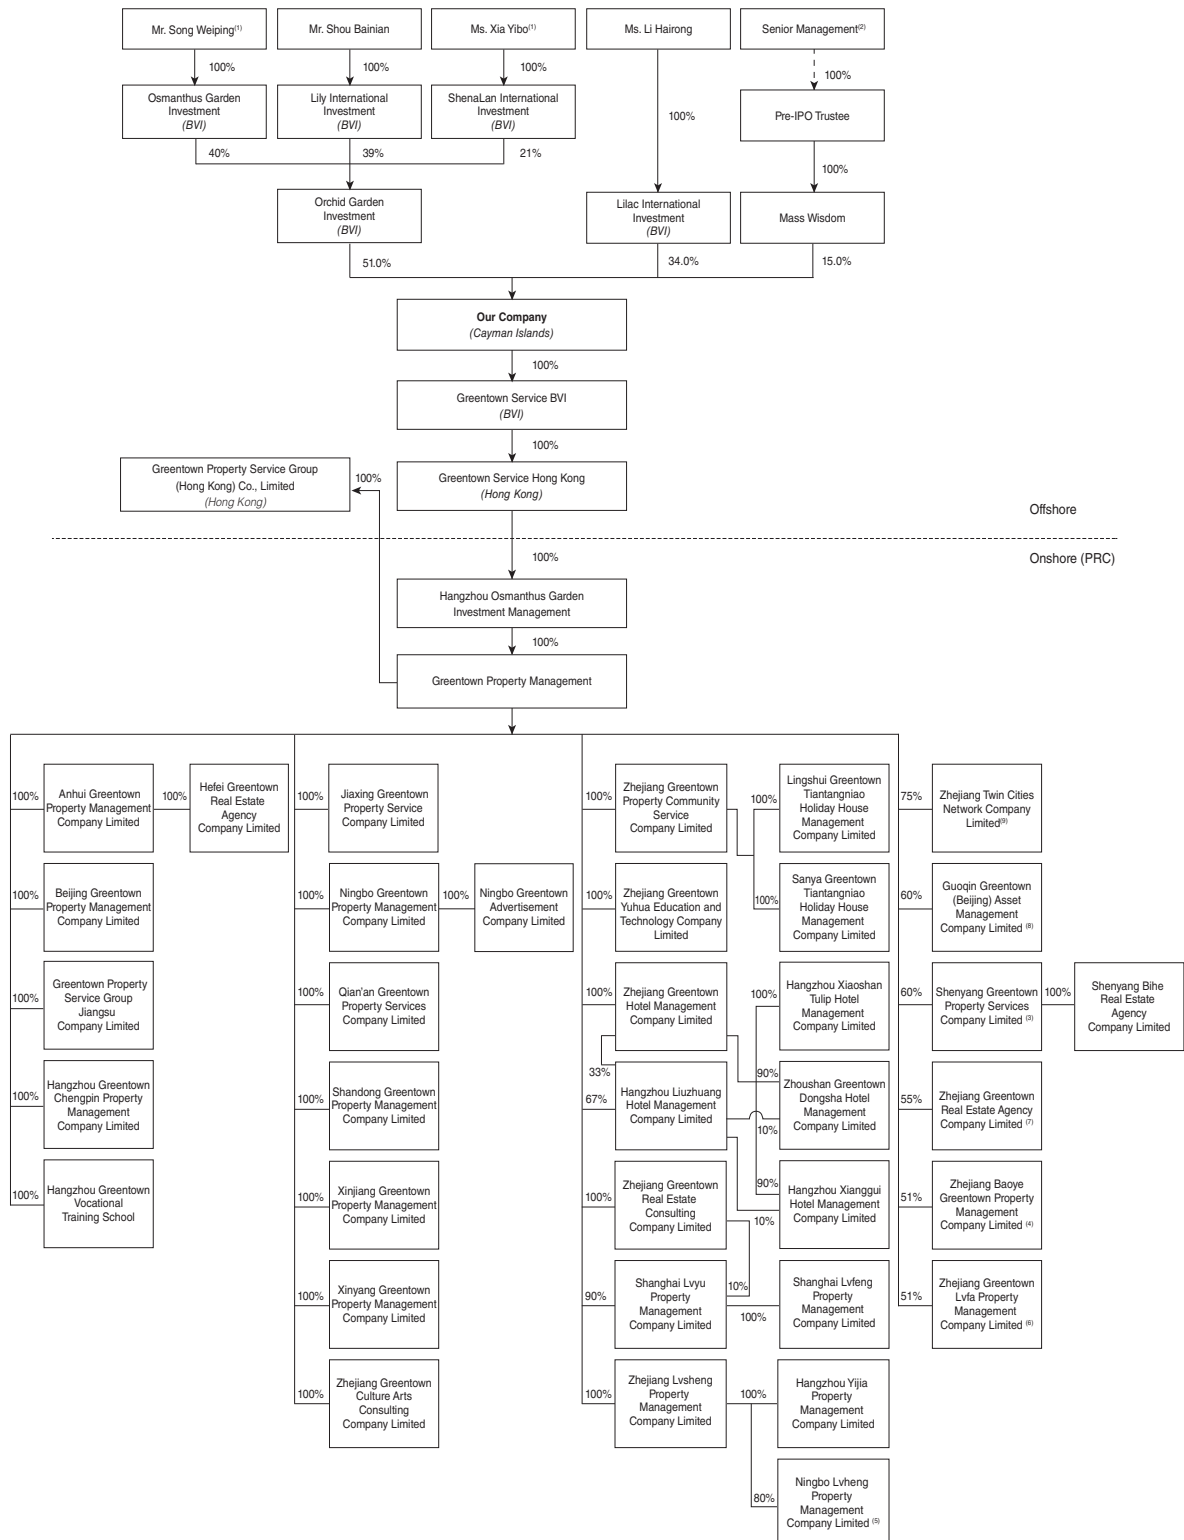 Mr. Song Weiping(1)
Mr. Shou Bainian
Ms. Xia Yibo(1)
Ms. Li Hairong
Senior Management(2)
100%
100%
100%
100%
Osmanthus Garden
Investment
(BVI)
Lily International
Investment
(BVI)
ShenaLan International
Investment
(BVI)
100%
Pre-IPO Trustee
40%
39%
21%
100%
Orchid Garden
Investment
(BVI)
Lilac International
Investment
(BVI)
Mass Wisdom
51.0%
34.0%
15.0%
Our Company
(Cayman Islands)
100%
Greentown Service BVI
(BVI)
100%
Greentown Property Service Group
(Hong Kong) Co., Limited
(Hong Kong)
100%
Greentown Service Hong Kong
(Hong Kong)
Offshore
Onshore (PRC)
100%
Hangzhou Osmanthus Garden
Investment Management
100%
Greentown Property Management
100%
Anhui Greentown
Property Management
Company Limited
100%
Hefei Greentown
Real Estate
Agency
Company Limited
100%
Beijing Greentown
Property Management
Company Limited
100%
Greentown Property
Service Group
Jiangsu
Company Limited
100%
Hangzhou Greentown
Chengpin Property
Management
Company Limited
100%
Hangzhou Greentown
Vocational
Training School
100%
Jiaxing Greentown
Property Service
Company Limited
100%
Ningbo Greentown
Property Management
Company Limited
100%
Ningbo Greentown
Advertisement
Company Limited
100%
Qian'an Greentown
Property Services
Company Limited
100%
Shandong Greentown
Property Management
Company Limited
100%
Xinjiang Greentown
Property Management
Company Limited
100%
Xinyang Greentown
Property Management
Company Limited
100%
Zhejiang Greentown
Culture Arts
Consulting
Company Limited
100%
Zhejiang Greentown
Property Community
Service
Company Limited
100%
Lingshui Greentown
Tiantangniao
Holiday House
Management
Company Limited
100%
Sanya Greentown
Tiantangniao
Holiday House
Management
Company Limited
100%
Zhejiang Greentown
Yuhua Education and
Technology Company
Limited
100%
Zhejiang Greentown
Hotel Management
Company Limited
100%
Hangzhou Xiaoshan
Tulip Hotel
Management
Company Limited
33%
67%
Hangzhou Liuzhuang
Hotel Management
Company Limited
90%
10%
Zhoushan Greentown
Dongsha Hotel
Management
Company Limited
100%
Zhejiang Greentown
Real Estate
Consulting
Company Limited
90%
10%
Hangzhou Xianggui
Hotel Management
Company Limited
90%
Shanghai Lvyu
Property
Management
Company Limited
10%
100%
Shanghai Lvfeng
Property
Management
Company Limited
100%
Zhejiang Lvsheng
Property
Management
Company Limited
100%
Hangzhou Yijia
Property
Management
Company Limited
80%
Ningbo Lvheng
Property
Management
Company Limited (5)
75%
Zhejiang Twin Cities
Network Company
Limited(9)
60%
Guoqin Greentown
(Beijing) Asset
Management
Company Limited (8)
60%
Shenyang Greentown
Property Services
Company Limited (3)
100%
Shenyang Bihe
Real Estate
Agency
Company Limited
55%
Zhejiang Greentown
Real Estate Agency
Company Limited (7)
51%
Zhejiang Baoye
Greentown Property
Management
Company Limited (4)
51%
Zhejiang Greentown
Lvfa Property
Management
Company Limited (6)